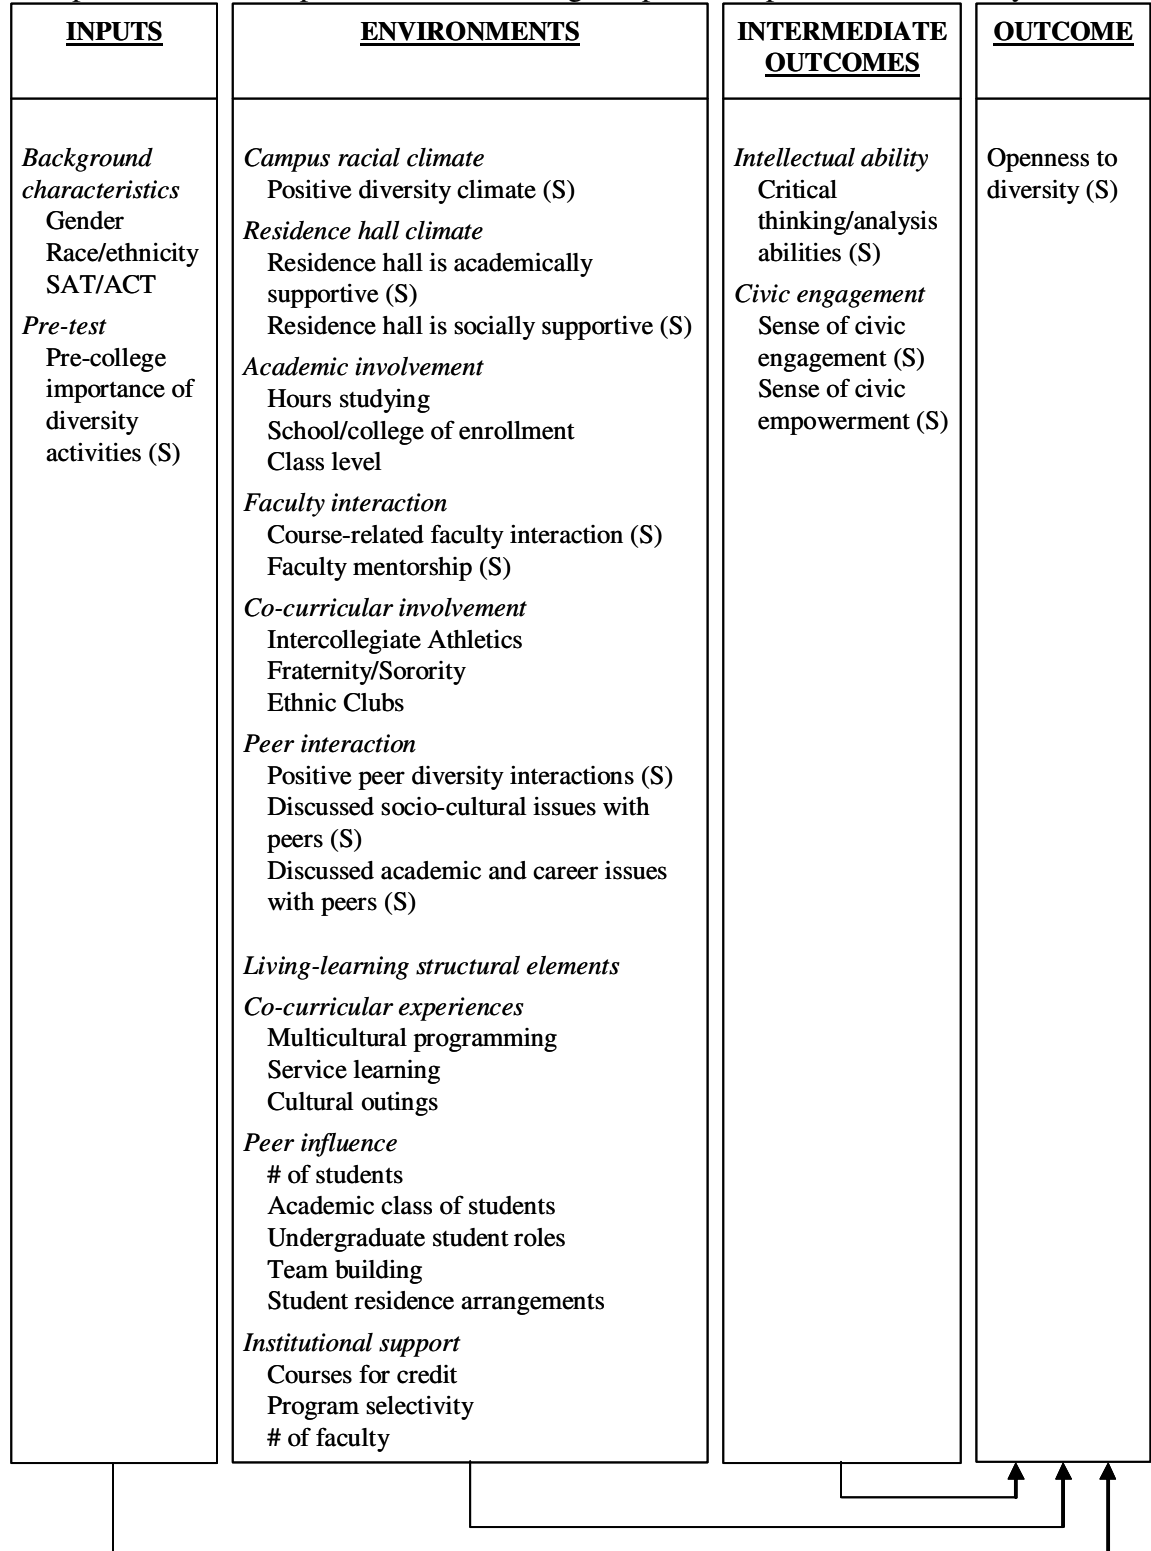 INPUTS
Background
characteristics
Gender
Race/ethnicity
SAT/ACT
Pre-test
Pre-college
importance of
diversity
activities (S)
ENVIRONMENTS
Campus racial climate
Positive diversity climate (S)
Residence hall climate
Residence hall is academically
supportive (S)
Residence hall is socially supportive (S)
Academic involvement
Hours studying
School/college of enrollment
Class level
Faculty interaction
Course-related faculty interaction (S)
Faculty mentorship (S)
Co-curricular involvement
Intercollegiate Athletics
Fraternity/Sorority
Ethnic Clubs
Peer interaction
Positive peer diversity interactions (S)
Discussed socio-cultural issues with
peers (S)
Discussed academic and career issues
with peers (S)
Living-learning structural elements
Co-curricular experiences
Multicultural programming
Service learning
Cultural outings
Peer influence
# of students
Academic class of students
Undergraduate student roles
Team building
Student residence arrangements
Institutional support
Courses for credit
Program selectivity
# of faculty
INTERMEDIATE
OUTCOMES
Intellectual ability
Critical
thinking/analysis
abilities (S)
Civic engagement
Sense of civic
engagement (S)
Sense of civic
empowerment (S)
OUTCOME
Openness to
diversity (S)